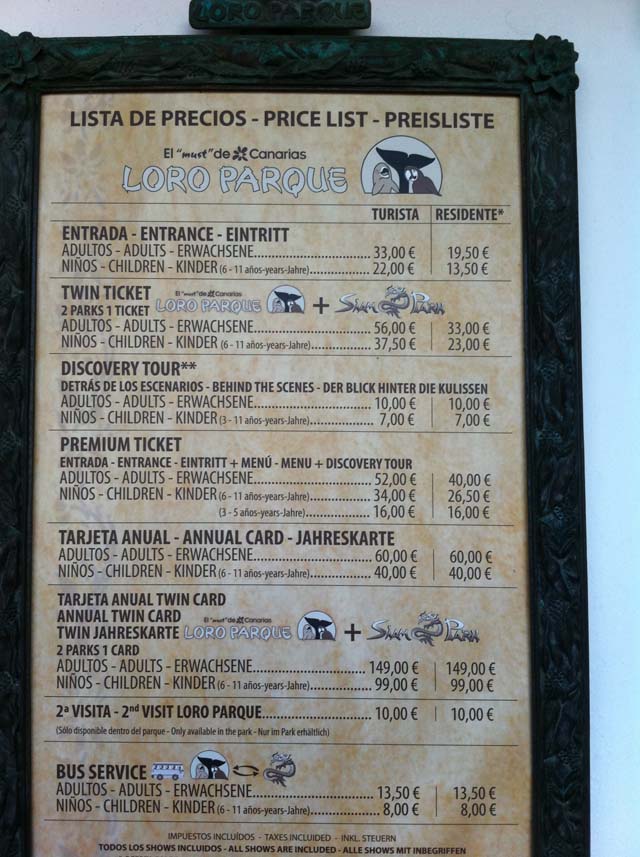 LORO PARQUE
LISTA DE PRECIOS - PRICE LIST - PREISLISTE
El "must" de Canarias
LORO PARQUE
TURISTA RESIDENTE*
ENTRADA - ENTRANCE - EINTRITT
ADULTOS - ADULTS - ERWACHSENE............................ 33,00 € 19,50 €
NIÑOS - CHILDREN - KINDER (6 - 11 años-years-Jahre)............... 22,00 € 13,50 €
TWIN TICKET El "must" de Canarias
2 PARKS 1 TICKET LORO PARQUE + SIAM PARK
ADULTOS - ADULTS - ERWACHSENE............................ 56,00 € 33,00 €
NIÑOS - CHILDREN - KINDER (6 - 11 años-years-Jahre)............... 37,50 € 23,00 €
DISCOVERY TOUR**
DETRÁS DE LOS ESCENARIOS - BEHIND THE SCENES - DER BLICK HINTER DIE KULISSEN
ADULTOS - ADULTS - ERWACHSENE............................ 10,00 € 10,00 €
NIÑOS - CHILDREN - KINDER (3 - 11 años-years-Jahre)............... 7,00 € 7,00 €
PREMIUM TICKET
ENTRADA - ENTRANCE - EINTRITT + MENÚ - MENU + DISCOVERY TOUR
ADULTOS - ADULTS - ERWACHSENE............................ 52,00 € 40,00 €
NIÑOS - CHILDREN - KINDER (6 - 11 años-years-Jahre)............... 34,00 € 26,50 €
(3 - 5 años-years-Jahre)................ 16,00 € 16,00 €
TARJETA ANUAL - ANNUAL CARD - JAHRESKARTE
ADULTOS - ADULTS - ERWACHSENE............................ 60,00 € 60,00 €
NIÑOS - CHILDREN - KINDER (6 - 11 años-years-Jahre)............... 40,00 € 40,00 €
TARJETA ANUAL TWIN CARD
ANNUAL TWIN CARD El "must" de Canarias
TWIN JAHRESKARTE LORO PARQUE + SIAM PARK
2 PARKS 1 CARD
ADULTOS - ADULTS - ERWACHSENE............................ 149,00 € 149,00 €
NIÑOS - CHILDREN - KINDER (6 - 11 años-years-Jahre)............... 99,00 € 99,00 €
2ª VISITA - 2nd VISIT LORO PARQUE.......................... 10,00 € 10,00 €
(Sólo disponible dentro del parque - Only available in the park - Nur im Park erhältlich)
BUS SERVICE
ADULTOS - ADULTS - ERWACHSENE............................ 13,50 € 13,50 €
NIÑOS - CHILDREN - KINDER (6 - 11 años-years-Jahre)............... 8,00 € 8,00 €
IMPUESTOS INCLUÍDOS - TAXES INCLUIDED - INKL. STEUERN
TODOS LOS SHOWS INCLUIDOS - ALL SHOWS ARE INCLUDED - ALLE SHOWS MIT INBEGRIFFEN